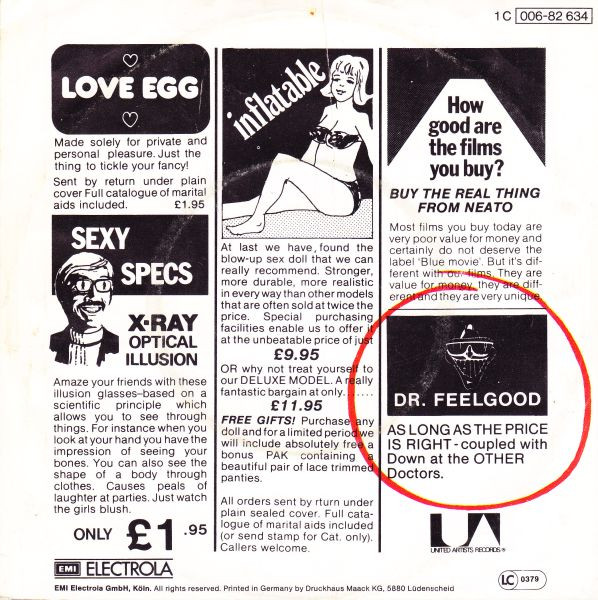 1C 006-82 634
LOVE EGG
Made solely for private and
personal pleasure. Just the
thing to tickle your fancy!
Sent by return under plain
cover Full catalogue of marital
aids included. £1.95
SEXY
SPECS
X-RAY
OPTICAL
ILLUSION
Amaze your friends with these
illusion glasses–based on a
scientific principle which
allows you to see through
things. For instance when you
look at your hand you have the
impression of seeing your
bones. You can also see the
shape of a body through
clothes. Causes peals of
laughter at parties. Just watch
the girls blush.
ONLY £1.95
inflatable
At last we have, found the
blow-up sex doll that we can
really recommend. Stronger,
more durable, more realistic
in every way than other models
that are often sold at twice the
price. Special purchasing
facilities enable us to offer it
at the unbeatable price of just
£9.95
OR why not treat yourself to
our DELUXE MODEL. A really
fantastic bargain at only.......
£11.95
FREE GIFTS! Purchase any
doll and for a limited period we
will include absolutely free a
bonus PAK containing a
beautiful pair of lace trimmed
panties.
All orders sent by rturn under
plain sealed cover. Full cata-
logue of marital aids included
(or send stamp for Cat. only).
Callers welcome.
How
good are
the films
you buy?
BUY THE REAL THING
FROM NEATO
Most films you buy today are
very poor value for money and
certainly do not deserve the
label 'Blue movie'. But it's dif-
ferent with our films. They are
value for money, they are diff-
erent and they are very unique.
DR. FEELGOOD
AS LONG AS THE PRICE
IS RIGHT - coupled with
Down at the OTHER
Doctors.
UA
UNITED ARTISTS RECORDS ®
EMI ELECTROLA
LC 0379
EMI Electrola GmbH, Köln. All rights reserved. Printed in Germany by Druckhaus Maack KG, 5880 Lüdenscheid